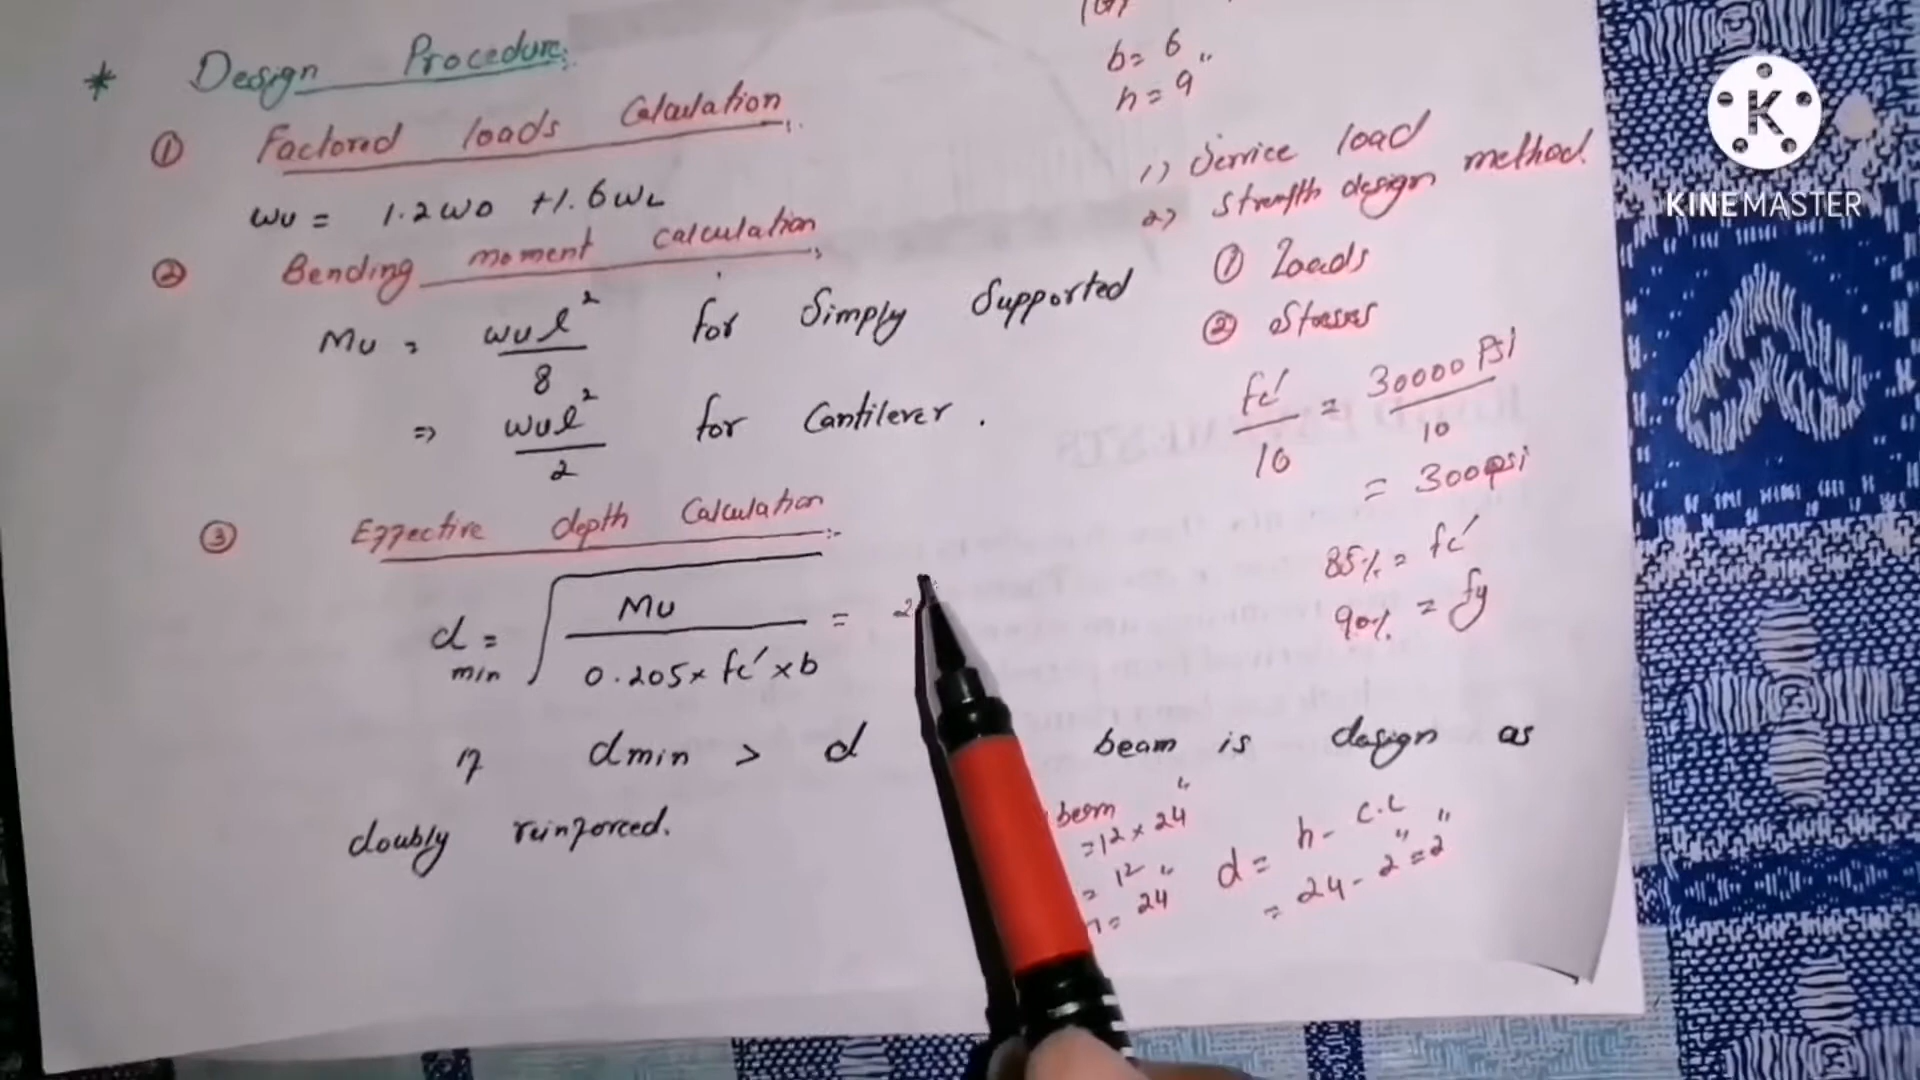 * Design Procedure:
① Factored loads Calculation :.
wu = 1.2wD + 1.6wL
② Bending moment calculation :
Mu = wul² / 8 for Simply Supported
=> wul² / 2 for Cantilever .
③ Effective depth Calculation :-
d min = √ Mu / 0.205 × fc' × b = 2
if dmin > d beam is design as
doubly reinforced.
b = 6 "
h = 9
1) Service load
2) Strength design method.
① Loads
② Stresses
fc' / 10 = 30000 Psi / 10
= 300psi
85% = fc'
90% = fy
beam
= 12 × 24 "
= 12 "
= 24
d = h - c.c
= 24 - 2" = 2 "
K
KINEMASTER